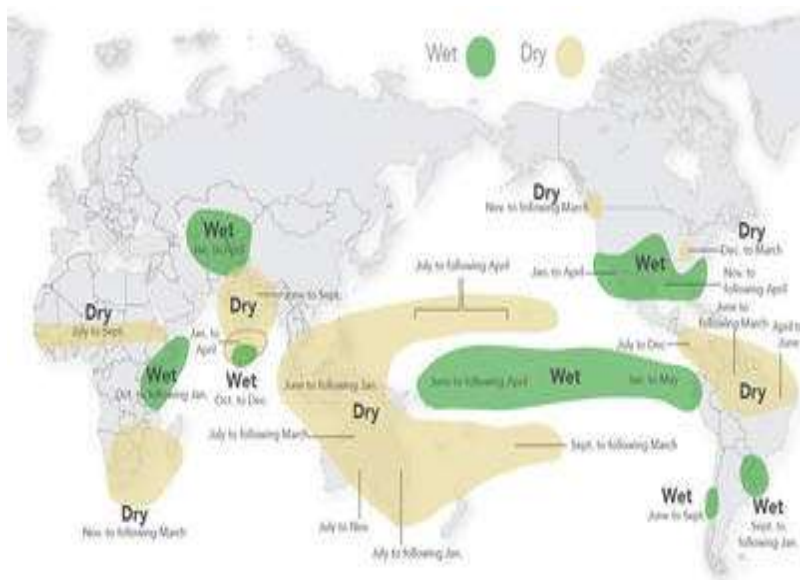 Wet Dry
Dry
Nov. to following March
Dry
Dec. to March
Wet
Jan. to April
Wet
Jan. to April
Nov. to
following April
July to following April
Dry
June to Sept.
Dry
July to Sept.
Jan. to
April
June to
following March
April to
June
July to Dec.
Wet
Oct. to following Jan.
Wet
Oct. to Dec.
June to following Jan.
June to following April
Wet
Jan. to May
Dry
Dry
July to following March
Sept. to following March
Dry
Nov. to following March
July to Nov.
July to following Jan.
Wet
June to Sept.
Wet
Sept. to
following Jan.